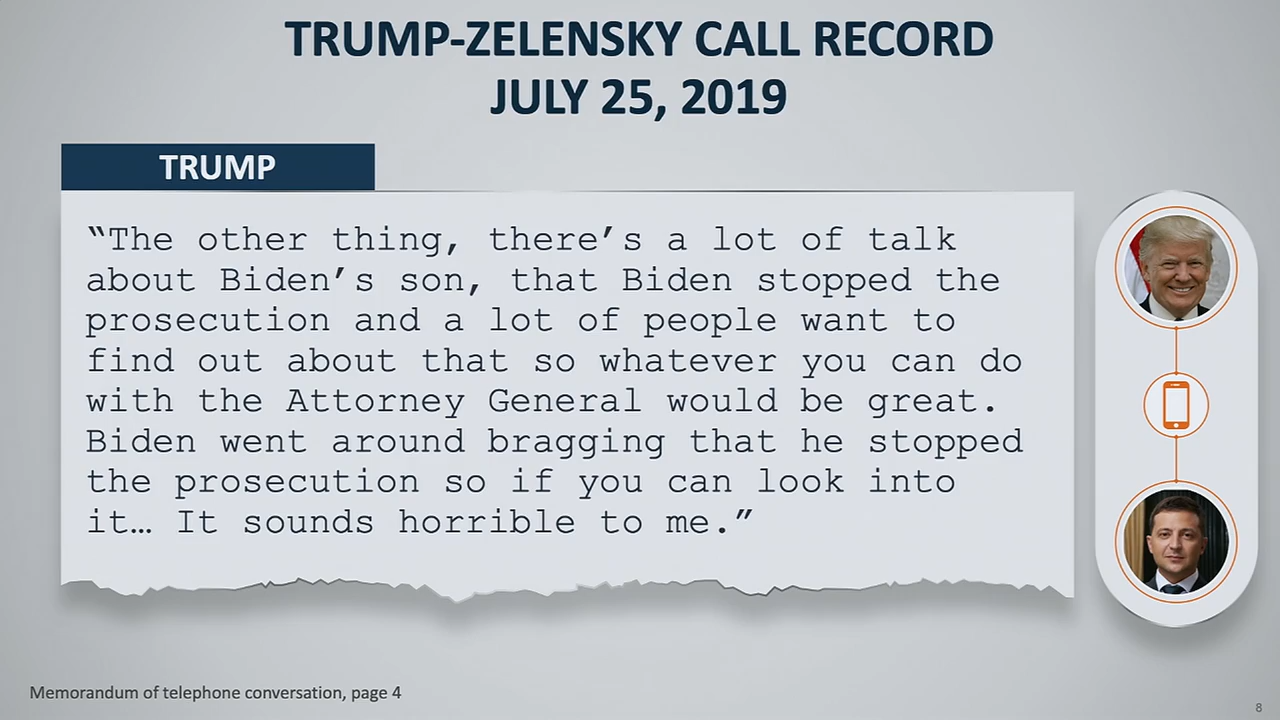 TRUMP-ZELENSKY CALL RECORD
JULY 25, 2019
TRUMP
“The other thing, there’s a lot of talk
about Biden’s son, that Biden stopped the
prosecution and a lot of people want to
find out about that so whatever you can do
with the Attorney General would be great.
Biden went around bragging that he stopped
the prosecution so if you can look into
it… It sounds horrible to me.”
Memorandum of telephone conversation, page 4
8